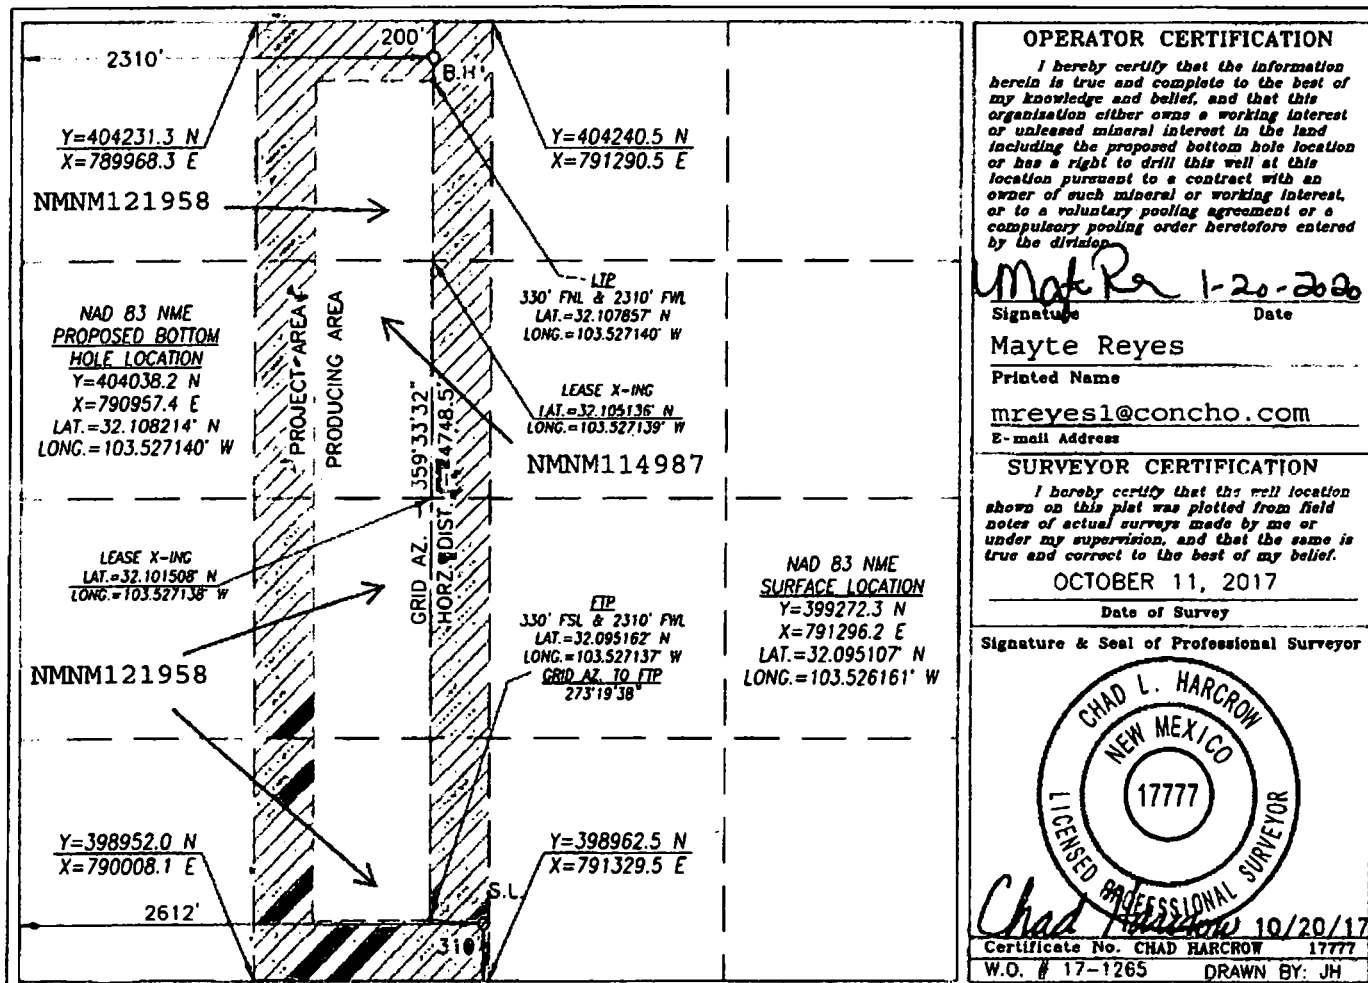 2310'
200'
B.H.
Y=404231.3 N
X=789968.3 E
Y=404240.5 N
X=791290.5 E
NMNM121958
LTP
330' FNL & 2310' FWL
LAT.=32.107857° N
LONG.=103.527140° W
NAD 83 NME
PROPOSED BOTTOM
HOLE LOCATION
Y=404038.2 N
X=790957.4 E
LAT.=32.108214° N
LONG.=103.527140° W
PROJECT AREA
PRODUCING AREA
GRID AZ. - 359°33'32"
HORZ. DIST. - 4748.5'
LEASE X-ING
LAT.=32.105136° N
LONG.=103.527139° W
NMNM114987
LEASE X-ING
LAT.=32.101508° N
LONG.=103.527138° W
FTP
330' FSL & 2310' FWL
LAT.=32.095162° N
LONG.=103.527137° W
GRID AZ. TO FTP
273°19'38"
NAD 83 NME
SURFACE LOCATION
Y=399272.3 N
X=791296.2 E
LAT.=32.095107° N
LONG.=103.526161° W
NMNM121958
Y=398952.0 N
X=790008.1 E
Y=398962.5 N
X=791329.5 E
S.L.
2612'
310'
OPERATOR CERTIFICATION
I hereby certify that the information
herein is true and complete to the best of
my knowledge and belief, and that this
organization either owns a working interest
or unleased mineral interest in the land
including the proposed bottom hole location
or has a right to drill this well at this
location pursuant to a contract with an
owner of such mineral or working interest,
or to a voluntary pooling agreement or a
compulsory pooling order heretofore entered
by the division.
1-20-2020
Signature Date
Mayte Reyes
Printed Name
mreyes1@concho.com
E-mail Address
SURVEYOR CERTIFICATION
I hereby certify that the well location
shown on this plat was plotted from field
notes of actual surveys made by me or
under my supervision, and that the same is
true and correct to the best of my belief.
OCTOBER 11, 2017
Date of Survey
Signature & Seal of Professional Surveyor
CHAD L. HARCROW
NEW MEXICO
17777
LICENSED PROFESSIONAL SURVEYOR
Chad Harcrow 10/20/17
Certificate No. CHAD HARCROW 17777
W.O. # 17-1265 DRAWN BY: JH